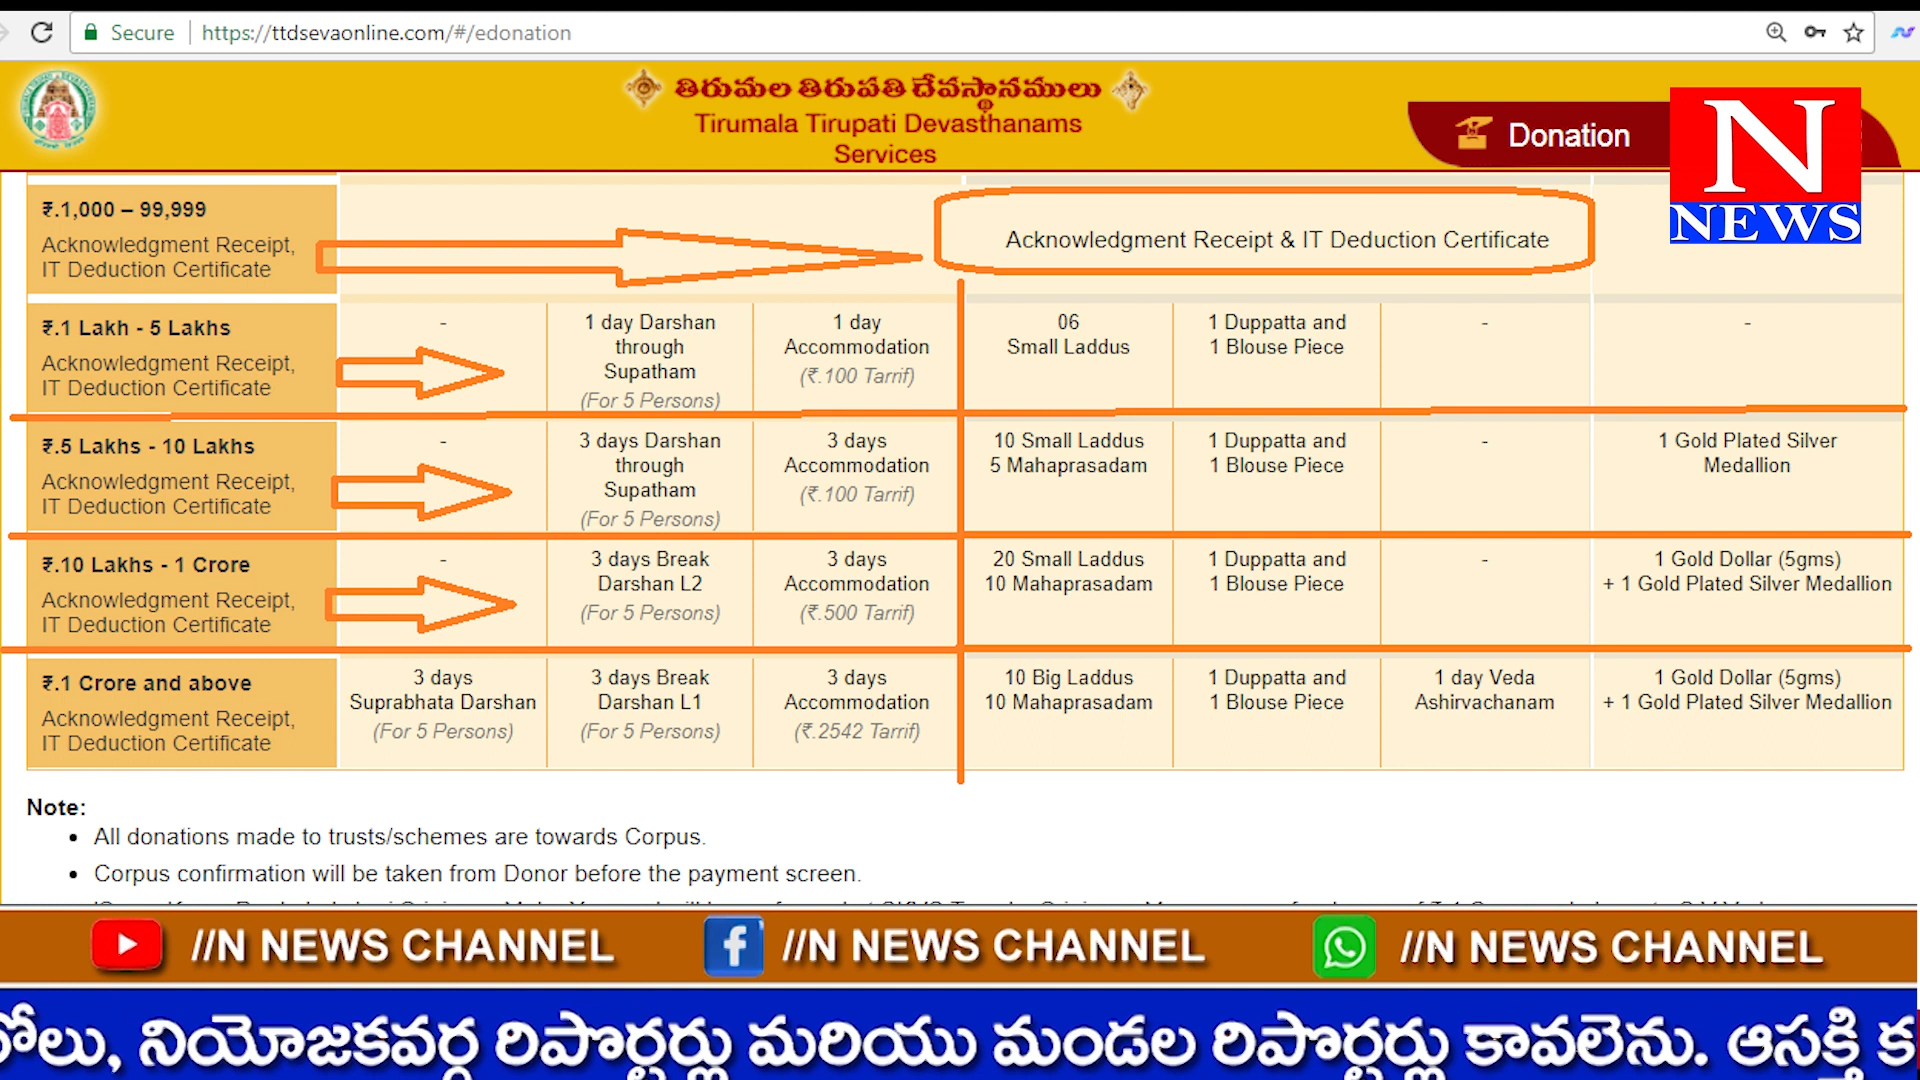 Secure
https://ttdsevaonline.com/#/edonation
తిరుమల తిరుపతి దేవస్థానములు
Tirumala Tirupati Devasthanams
Services
Donation
N
NEWS
₹.1,000 – 99,999
Acknowledgment Receipt,
IT Deduction Certificate
Acknowledgment Receipt & IT Deduction Certificate
₹.1 Lakh - 5 Lakhs
Acknowledgment Receipt,
IT Deduction Certificate
-
1 day Darshan
through
Supatham
(For 5 Persons)
1 day
Accommodation
(₹.100 Tarrif)
06
Small Laddus
1 Duppatta and
1 Blouse Piece
-
-
₹.5 Lakhs - 10 Lakhs
Acknowledgment Receipt,
IT Deduction Certificate
-
3 days Darshan
through
Supatham
(For 5 Persons)
3 days
Accommodation
(₹.100 Tarrif)
10 Small Laddus
5 Mahaprasadam
1 Duppatta and
1 Blouse Piece
-
1 Gold Plated Silver
Medallion
₹.10 Lakhs - 1 Crore
Acknowledgment Receipt,
IT Deduction Certificate
-
3 days Break
Darshan L2
(For 5 Persons)
3 days
Accommodation
(₹.500 Tarrif)
20 Small Laddus
10 Mahaprasadam
1 Duppatta and
1 Blouse Piece
-
1 Gold Dollar (5gms)
+ 1 Gold Plated Silver Medallion
₹.1 Crore and above
Acknowledgment Receipt,
IT Deduction Certificate
3 days
Suprabhata Darshan
(For 5 Persons)
3 days Break
Darshan L1
(For 5 Persons)
3 days
Accommodation
(₹.2542 Tarrif)
10 Big Laddus
10 Mahaprasadam
1 Duppatta and
1 Blouse Piece
1 day Veda
Ashirvachanam
1 Gold Dollar (5gms)
+ 1 Gold Plated Silver Medallion
Note:
• All donations made to trusts/schemes are towards Corpus.
• Corpus confirmation will be taken from Donor before the payment screen.
//N NEWS CHANNEL
//N NEWS CHANNEL
//N NEWS CHANNEL
నియోజకవర్గ రిపొర్టర్లు మరియు మండల రిపొర్టర్లు కావలెను. ఆసక్తి క